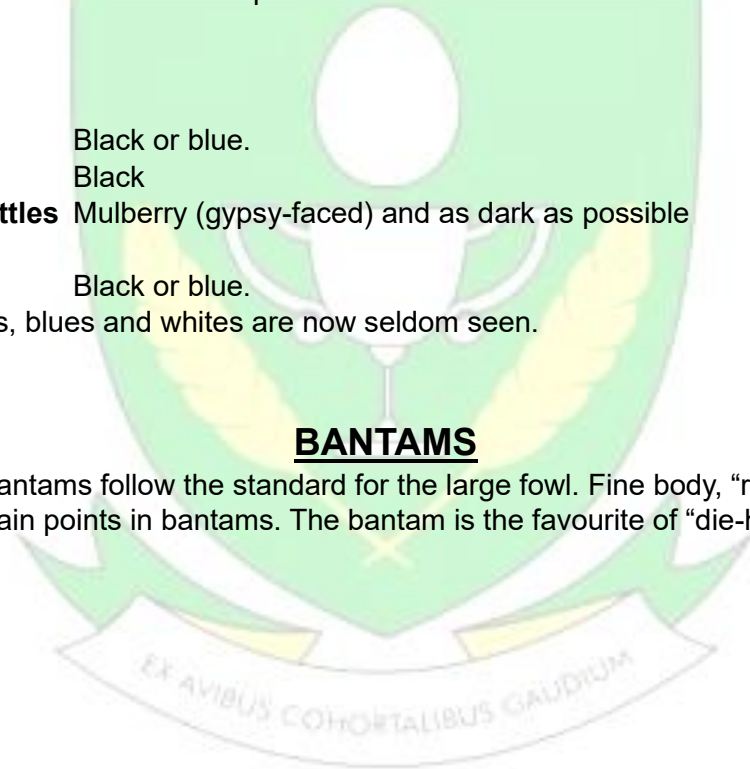 Black or blue.
Black
ttles Mulberry (gypsy-faced) and as dark as possible
Black or blue.
s, blues and whites are now seldom seen.
BANTAMS
antams follow the standard for the large fowl. Fine body, “r
ain points in bantams. The bantam is the favourite of “die-h
EX AVIBUS COHORTALIBUS GAUDIUM